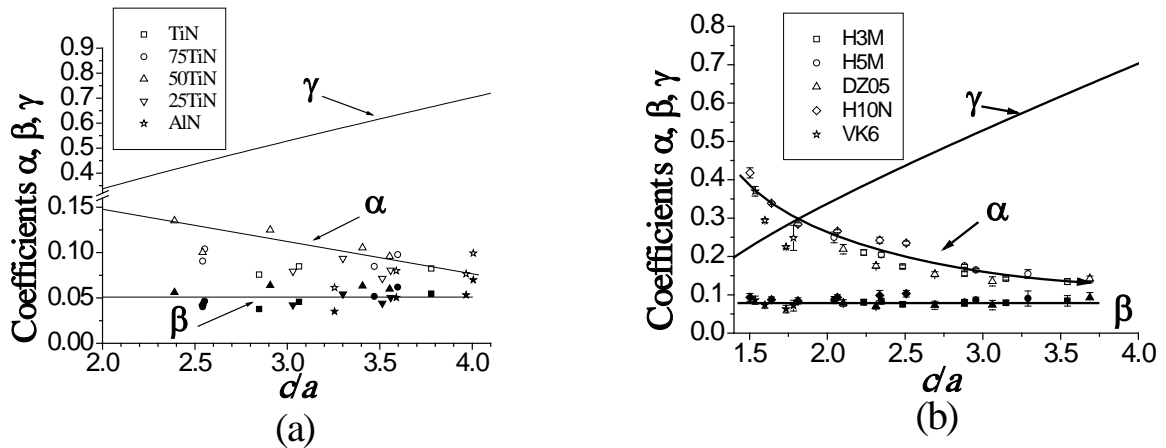 (a)
TiN
75TiN
50TiN
25TiN
AlN
Coefficients α, β, γ
0.9
0.8
0.7
0.6
0.5
0.4
0.15
0.10
0.05
0.00
γ
α
β
2.0 2.5 3.0 3.5 4.0
c/a
(a)
(b)
H3M
H5M
DZ05
H10N
VK6
Coefficients α, β, γ
0.8
0.7
0.6
0.5
0.4
0.3
0.2
0.1
0.0
γ
α
β
1.5 2.0 2.5 3.0 3.5 4.0
c/a
(b)